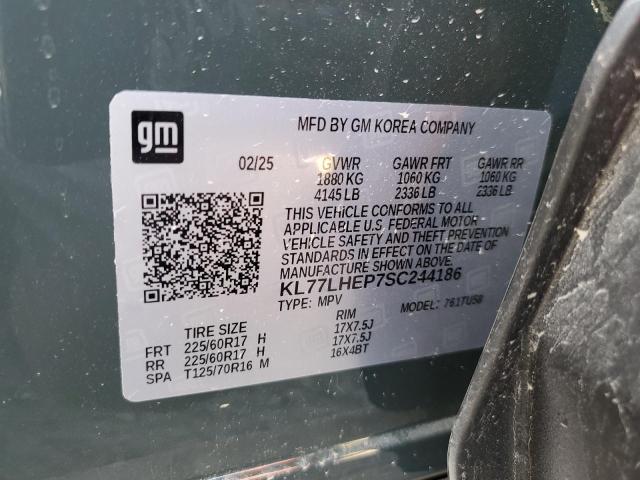 gm
MFD BY GM KOREA COMPANY
02/25 GVWR GAWR FRT GAWR RR
1880 KG 1060 KG 1060 KG
4145 LB 2336 LB 2336 LB
THIS VEHICLE CONFORMS TO ALL
APPLICABLE U.S. FEDERAL MOTOR
VEHICLE SAFETY AND THEFT PREVENTION
STANDARDS IN EFFECT ON THE DATE OF
MANUFACTURE SHOWN ABOVE.
KL77LHEP7SC244186
TYPE: MPV MODEL: 761TUSB
TIRE SIZE RIM
FRT 225/60R17 H 17X7.5J
RR 225/60R17 H 17X7.5J
SPA T125/70R16 M 16X4BT